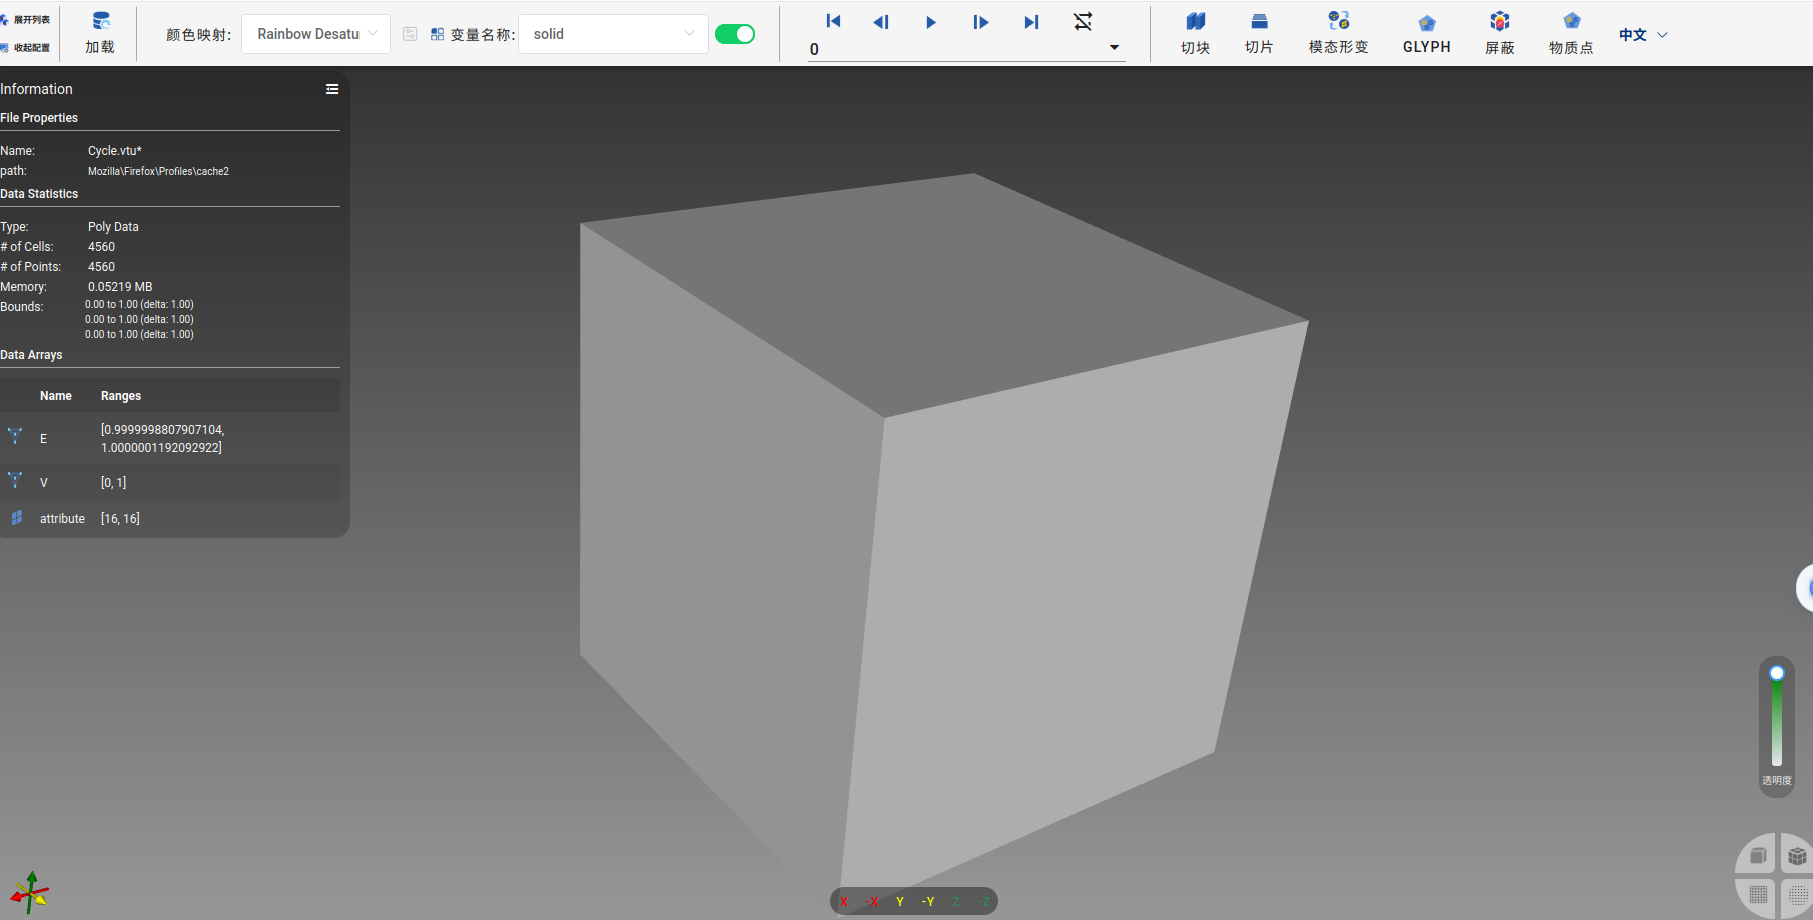 展开列表
收起配置
加载
颜色映射:
Rainbow Desatu
变量名称:
solid
0
切块
切片
模态形变
GLYPH
屏蔽
物质点
中文
Information
File Properties
Name: Cycle.vtu*
path: Mozilla\Firefox\Profiles\cache2
Data Statistics
Type: Poly Data
# of Cells: 4560
# of Points: 4560
Memory: 0.05219 MB
Bounds: 0.00 to 1.00 (delta: 1.00)
0.00 to 1.00 (delta: 1.00)
0.00 to 1.00 (delta: 1.00)
Data Arrays
Name Ranges
E [0.9999998807907104,
1.0000001192092922]
V [0, 1]
attribute [16, 16]
透明度
X -X Y -Y Z -Z